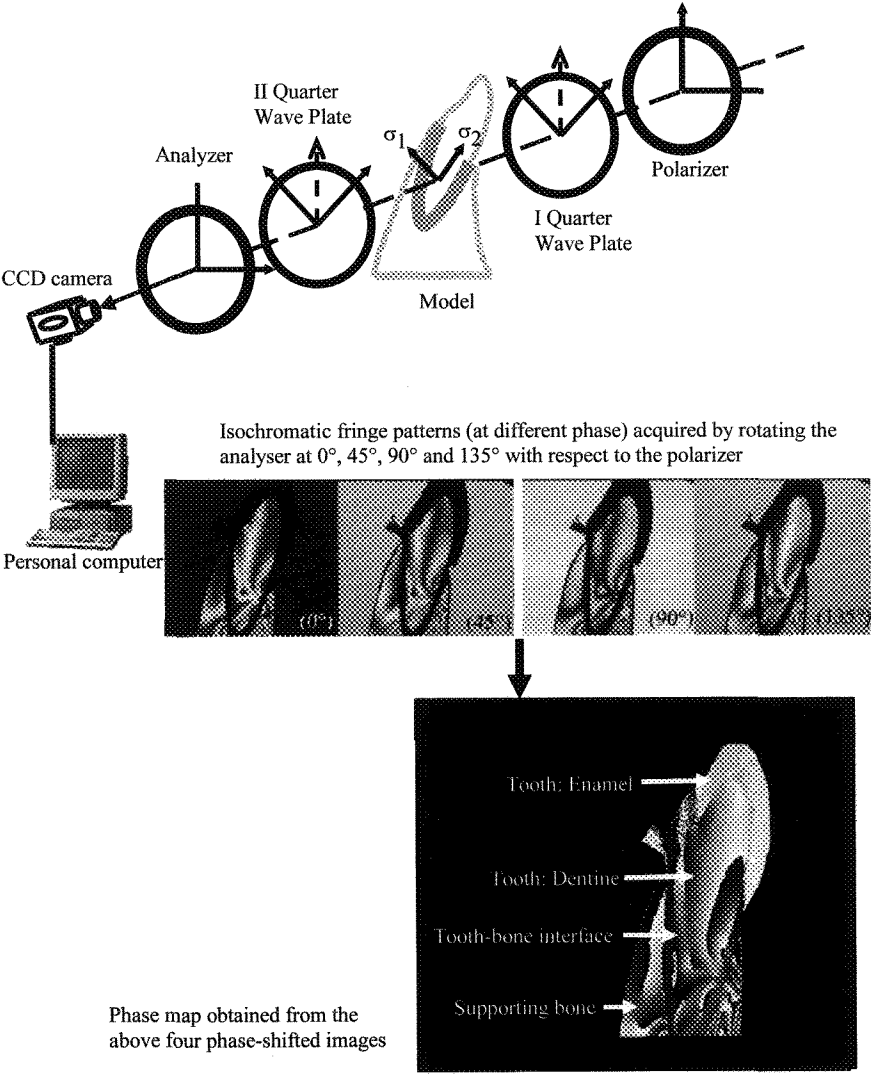 II Quarter
Wave Plate
σ1
σ2
Analyzer
Polarizer
I Quarter
Wave Plate
CCD camera
Model
Isochromatic fringe patterns (at different phase) acquired by rotating the
analyser at 0°, 45°, 90° and 135° with respect to the polarizer
Personal computer
(0°)
(45°)
(90°)
(135°)
Tooth: Enamel
Tooth: Dentine
Tooth-bone interface
Supporting bone
Phase map obtained from the
above four phase-shifted images